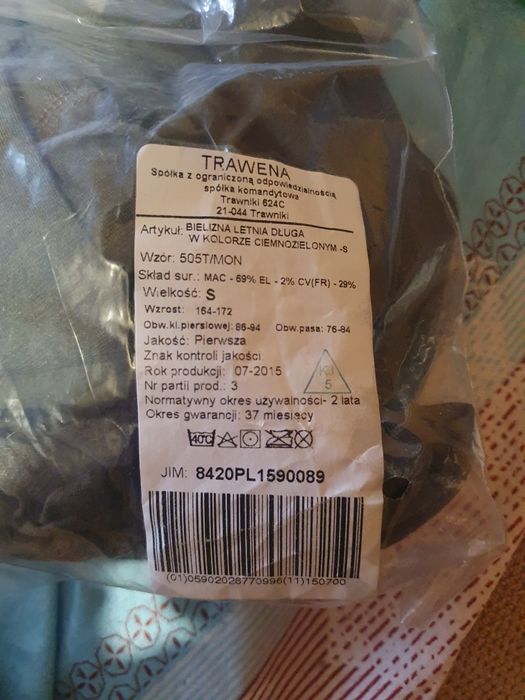 TRAWENA
Spółka z ograniczoną odpowiedzialnością
spółka komandytowa
Trawniki 624C
21-044 Trawniki
Artykuł: BIELIZNA LETNIA DŁUGA
W KOLORZE CIEMNOZIELONYM -S
Wzór: 505T/MON
Skład sur.: MAC - 69% EL - 2% CV(FR) - 29%
Wielkość: S
Wzrost: 164-172
Obw.kl.piersiowej: 86-94 Obw.pasa: 76-84
Jakość: Pierwsza
Znak kontroli jakości:
Rok produkcji: 07-2015
Nr partii prod.: 3
5
Normatywny okres używalności- 2 lata
Okres gwarancji: 37 miesięcy
40°C
JIM: 8420PL1590089
(01)05902028770996(11)150700